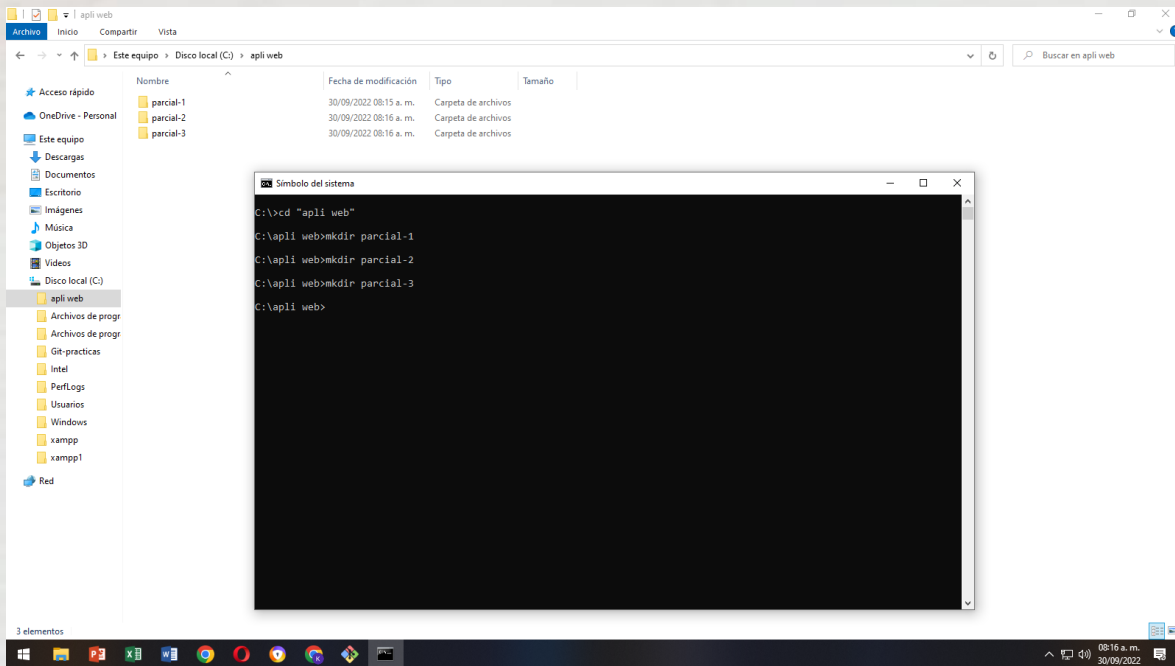 apli web
Archivo Inicio Compartir Vista
Este equipo > Disco local (C:) > apli web
Buscar en apli web
Nombre Fecha de modificación Tipo Tamaño
parcial-1 30/09/2022 08:15 a. m. Carpeta de archivos
parcial-2 30/09/2022 08:16 a. m. Carpeta de archivos
parcial-3 30/09/2022 08:16 a. m. Carpeta de archivos
Acceso rápido
OneDrive - Personal
Este equipo
Descargas
Documentos
Escritorio
Imágenes
Música
Objetos 3D
Videos
Disco local (C:)
apli web
Archivos de progr
Archivos de progr
Git-practicas
Intel
PerfLogs
Usuarios
Windows
xampp
xampp1
Red
Símbolo del sistema
C:\>cd "apli web"
C:\apli web>mkdir parcial-1
C:\apli web>mkdir parcial-2
C:\apli web>mkdir parcial-3
C:\apli web>
3 elementos
08:16 a. m.
30/09/2022